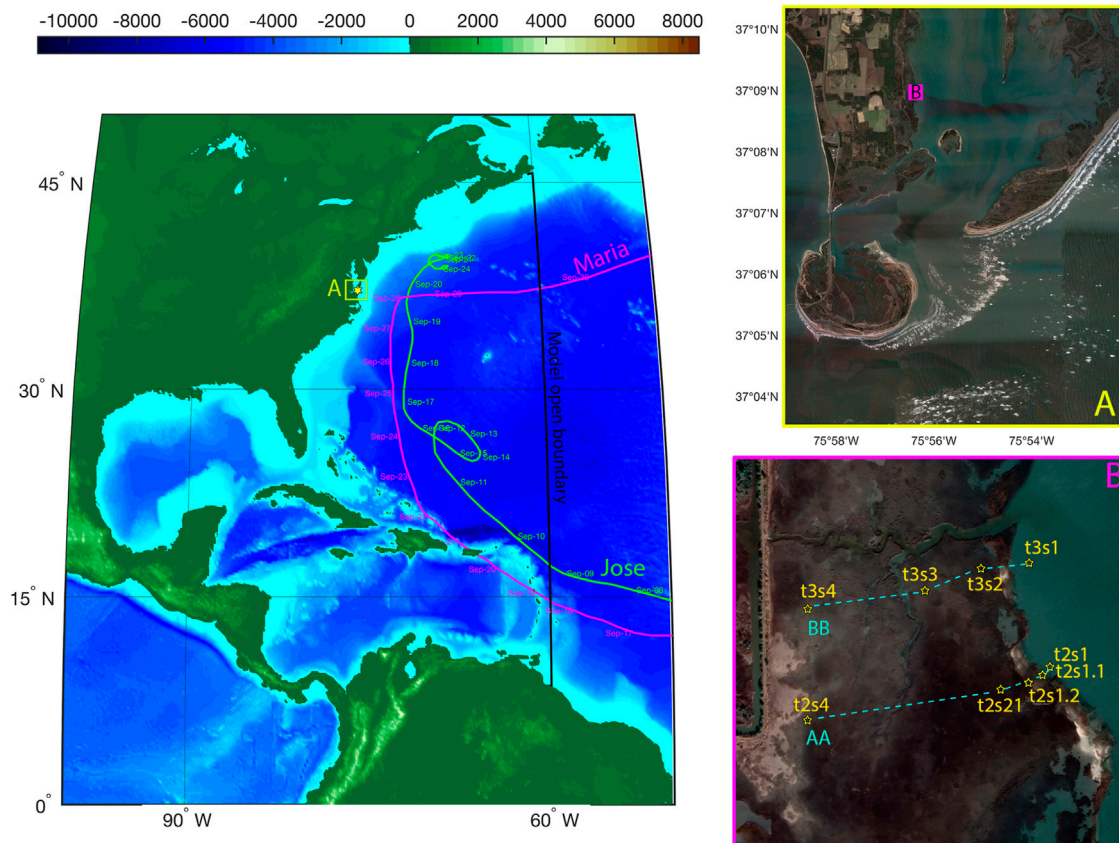 -10000 -8000 -6000 -4000 -2000 0 2000 4000 6000 8000
45° N
30° N
15° N
0°
90° W
60° W
A
Maria
Jose
Model open boundary
Sep-24
Sep-20
Sep-19
Sep-18
Sep-17
Sep-13
Sep-15
Sep-14
Sep-11
Sep-10
Sep-09
Sep-08
Sep-27
Sep-26
Sep-25
Sep-24
Sep-23
Sep-20
37°10'N
37°09'N
37°08'N
37°07'N
37°06'N
37°05'N
37°04'N
75°58'W
75°56'W
75°54'W
B
A
B
t3s1
t3s2
t3s3
t3s4
BB
t2s1
t2s1.1
t2s1.2
t2s21
t2s4
AA